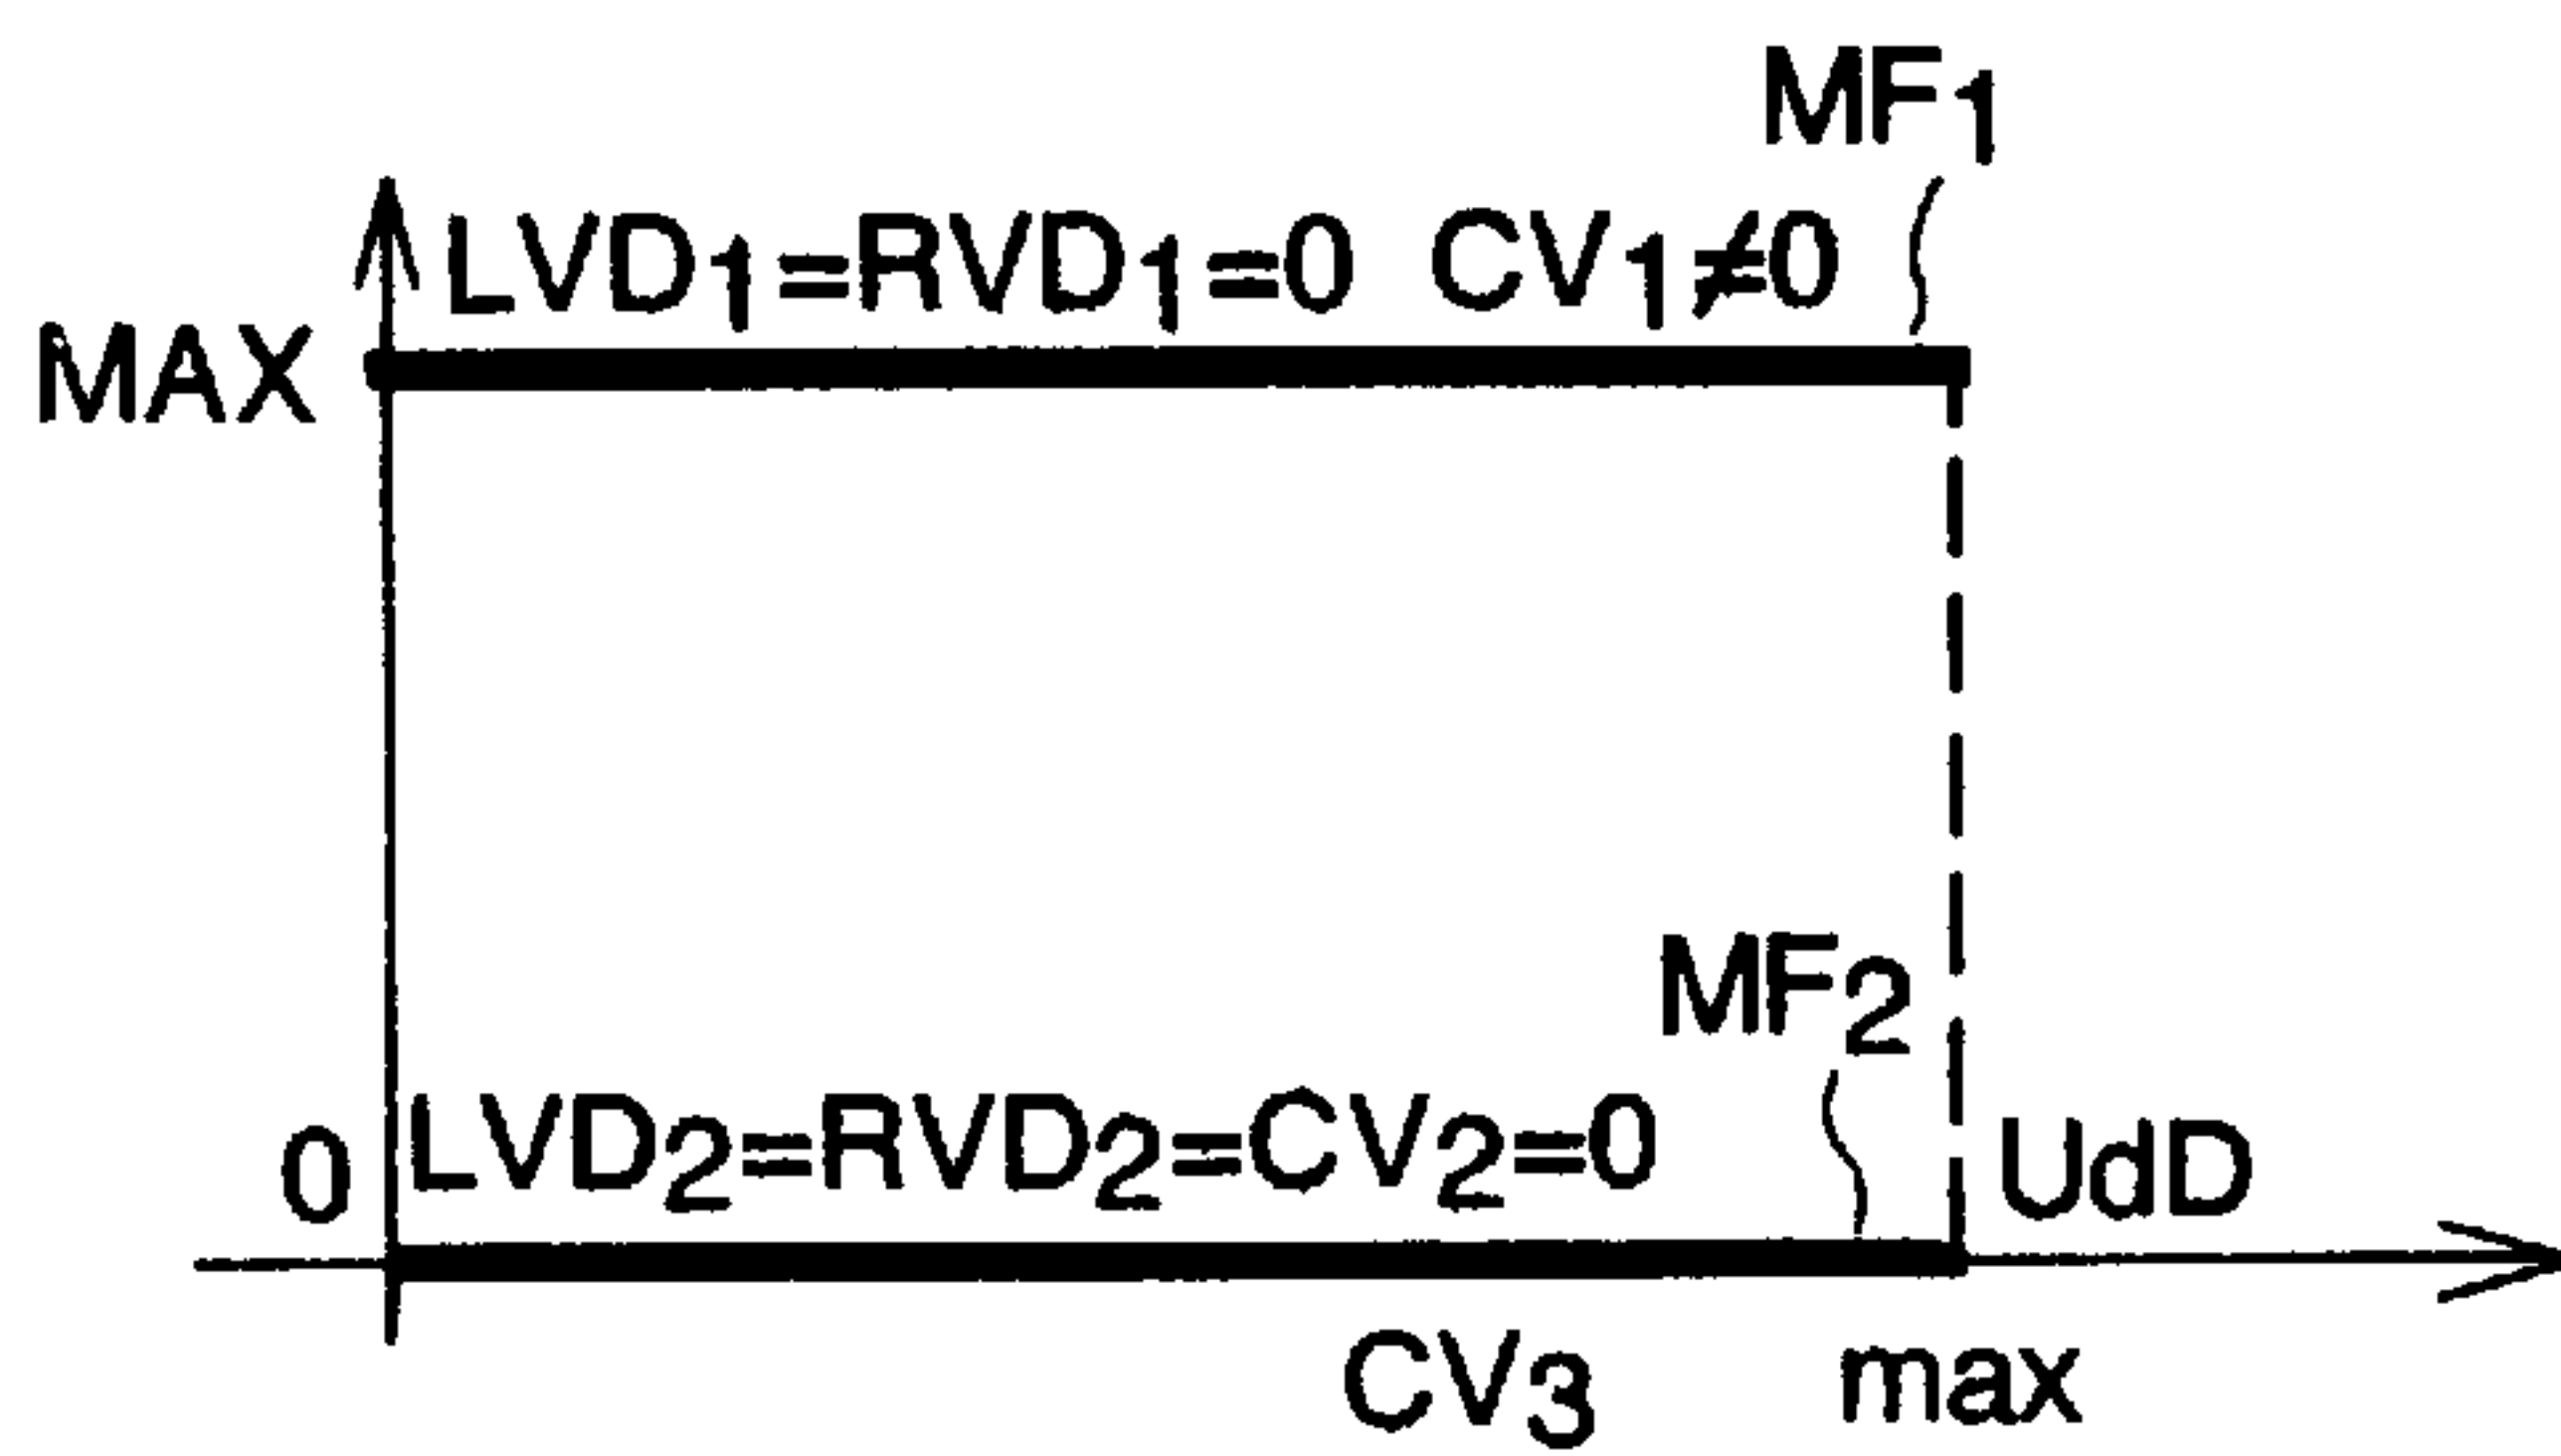 MF₁
LVD₁=RVD₁=0 CV₁≠0
MAX
MF₂
0 LVD₂=RVD₂=CV₂=0 UdD
CV₃ max